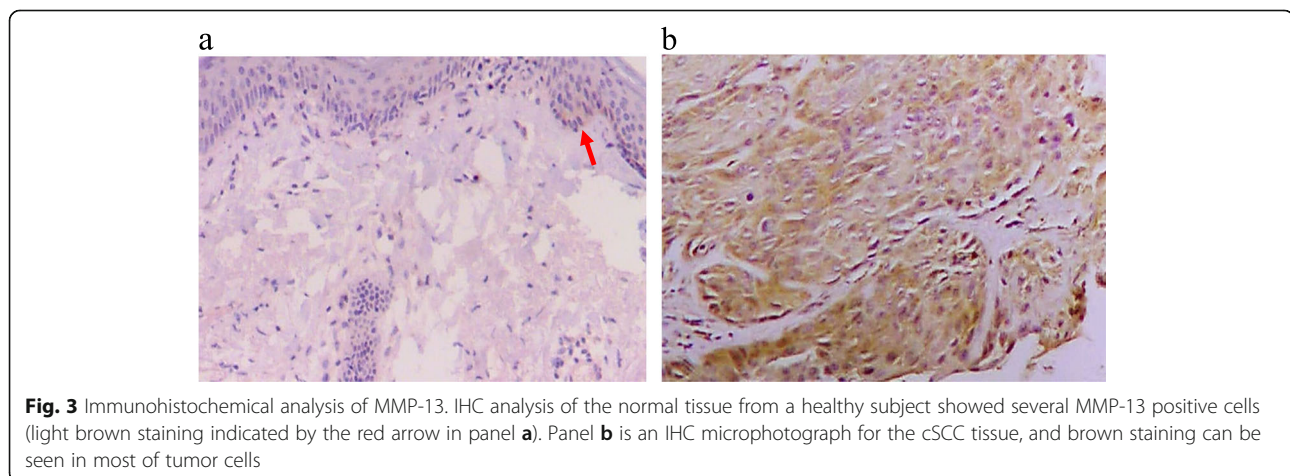 a
b
Fig. 3 Immunohistochemical analysis of MMP-13. IHC analysis of the normal tissue from a healthy subject showed several MMP-13 positive cells
(light brown staining indicated by the red arrow in panel a). Panel b is an IHC microphotograph for the cSCC tissue, and brown staining can be
seen in most of tumor cells